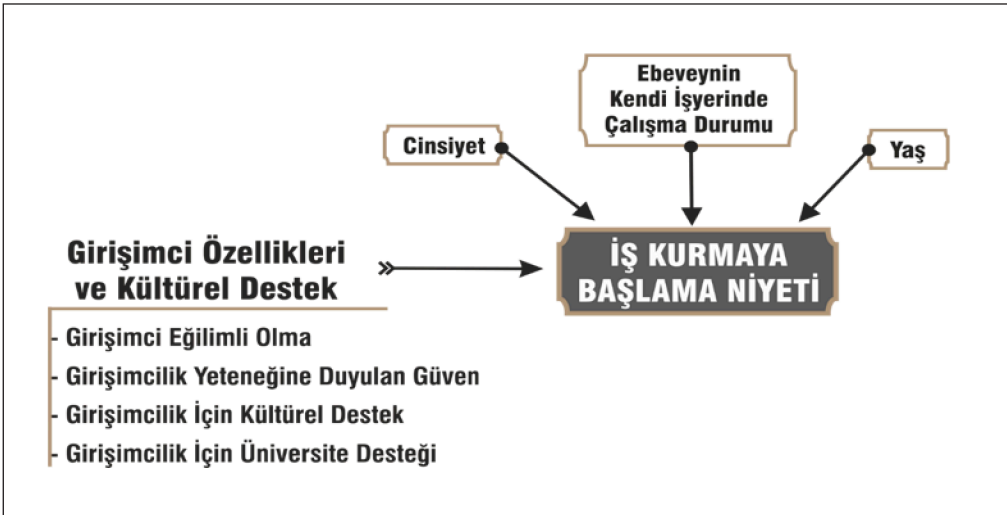 Ebeveynin
Kendi İşyerinde
Çalışma Durumu
Cinsiyet
Yaş
Girişimci Özellikleri
ve Kültürel Destek
İŞ KURMAYA
BAŞLAMA NİYETİ
- Girişimci Eğilimli Olma
- Girişimcilik Yeteneğine Duyulan Güven
- Girişimcilik İçin Kültürel Destek
- Girişimcilik İçin Üniversite Desteği